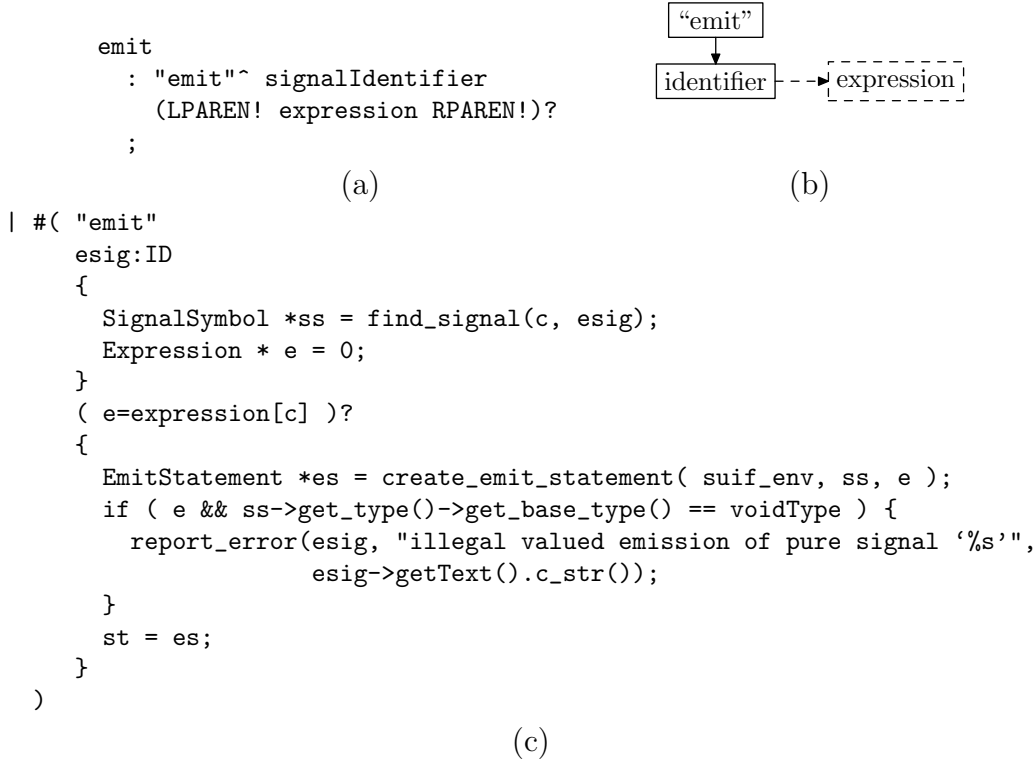 emit
: "emit"^ signalIdentifier
(LPAREN! expression RPAREN!)?
;
(a)
“emit”
identifier
expression
(b)
| #( "emit"
esig:ID
{
SignalSymbol *ss = find_signal(c, esig);
Expression * e = 0;
}
( e=expression[c] )?
{
EmitStatement *es = create_emit_statement( suif_env, ss, e );
if ( e && ss->get_type()->get_base_type() == voidType ) {
report_error(esig, "illegal valued emission of pure signal ‘%s’",
esig->getText().c_str());
}
st = es;
}
)
(c)